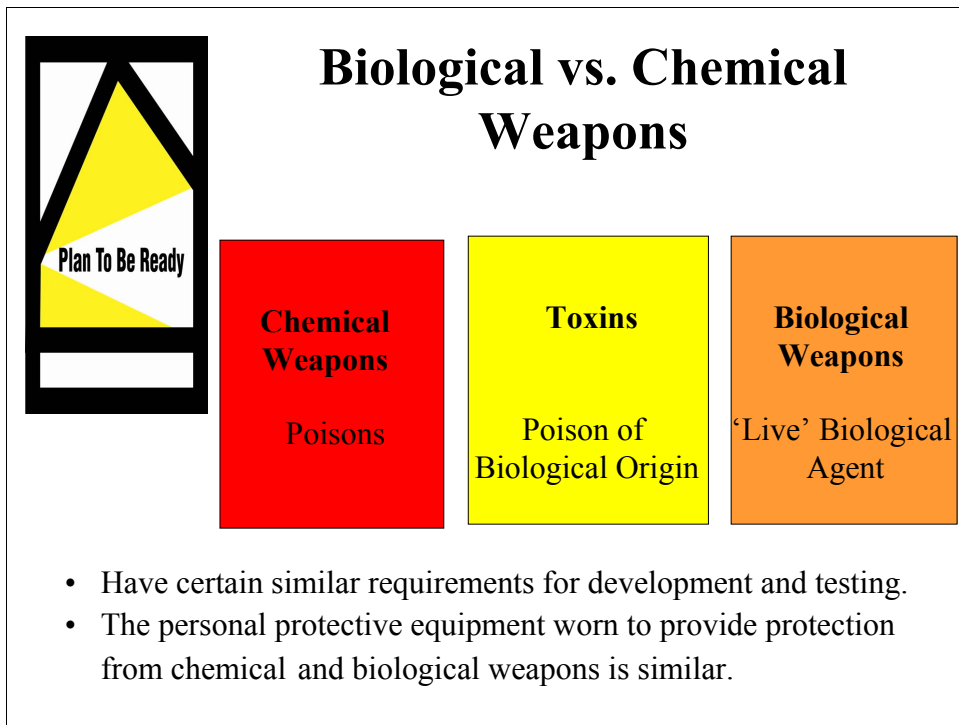 Biological vs. Chemical
Weapons
Plan To Be Ready
Chemical
Weapons
Poisons
Toxins
Poison of
Biological Origin
Biological
Weapons
‘Live’ Biological
Agent
• Have certain similar requirements for development and testing.
• The personal protective equipment worn to provide protection
from chemical and biological weapons is similar.